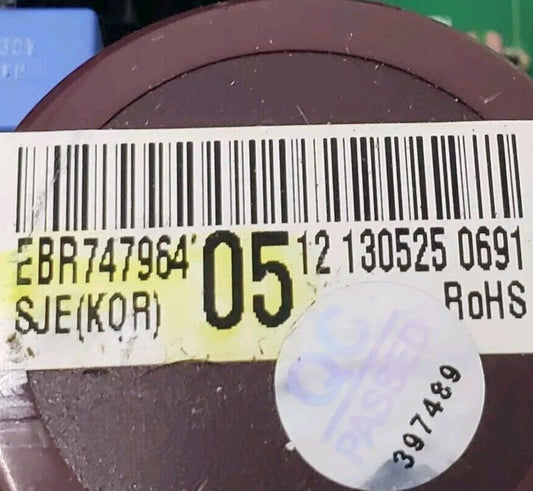 EBR747964 05 12 130525 0691
SJE(KOR) RoHS
QC
PASSED
397489